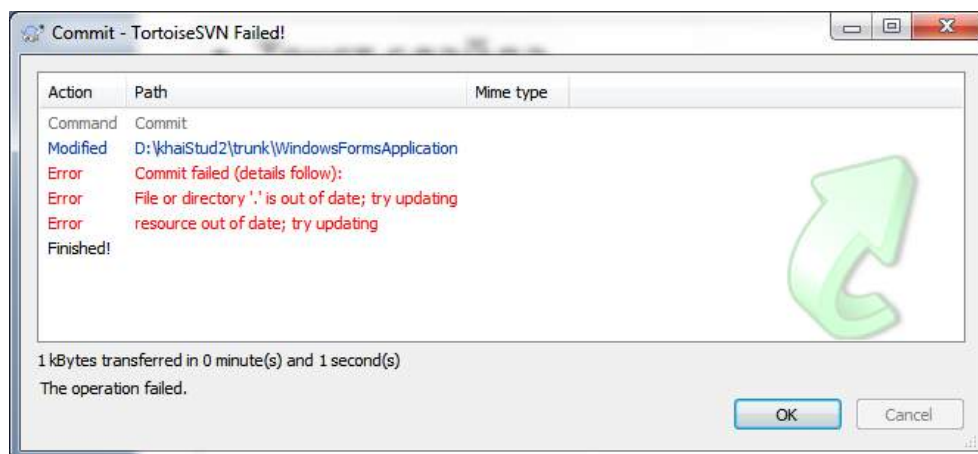 Commit - TortoiseSVN Failed!
Action Path Mime type
Command Commit
Modified D:\khaiStud2\trunk\WindowsFormsApplication
Error Commit failed (details follow):
Error File or directory '.' is out of date; try updating
Error resource out of date; try updating
Finished!
1 kBytes transferred in 0 minute(s) and 1 second(s)
The operation failed.
OK Cancel